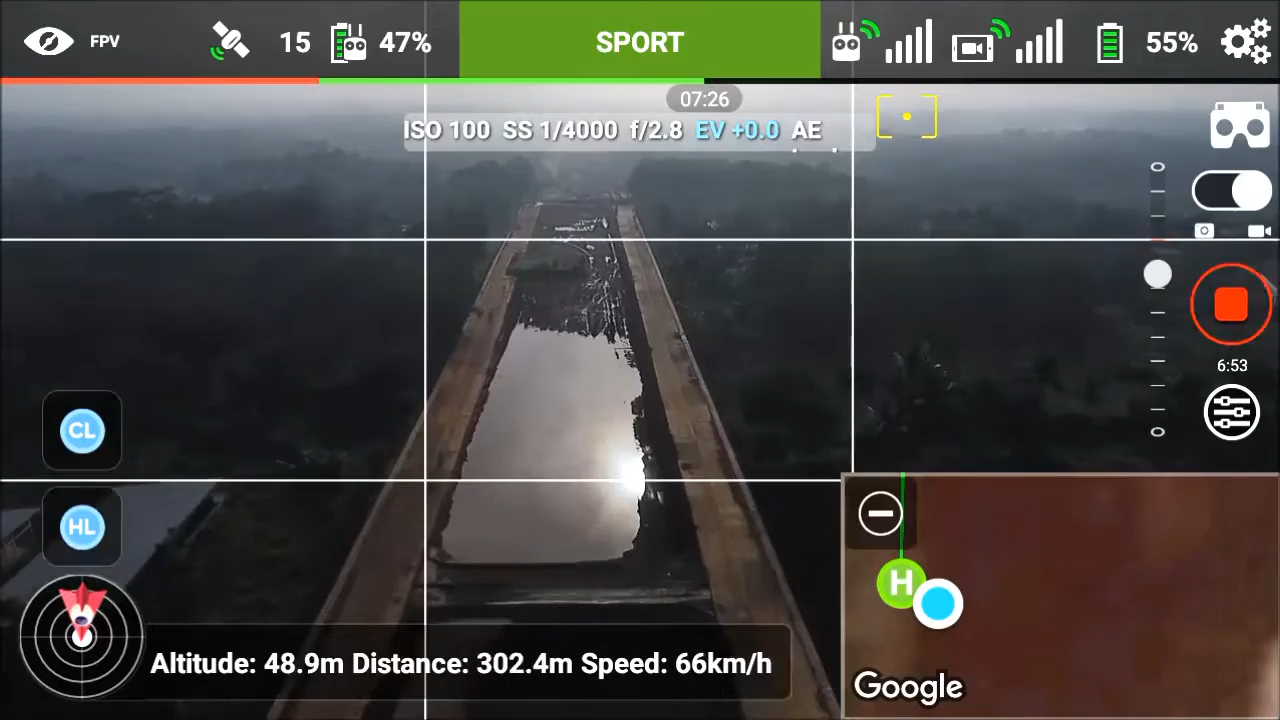 FPV 15 47% SPORT 55%
07:26
ISO 100 SS 1/4000 f/2.8 EV +0.0 AE
6:53
CL
HL
H
Altitude: 48.9m Distance: 302.4m Speed: 66km/h
Google